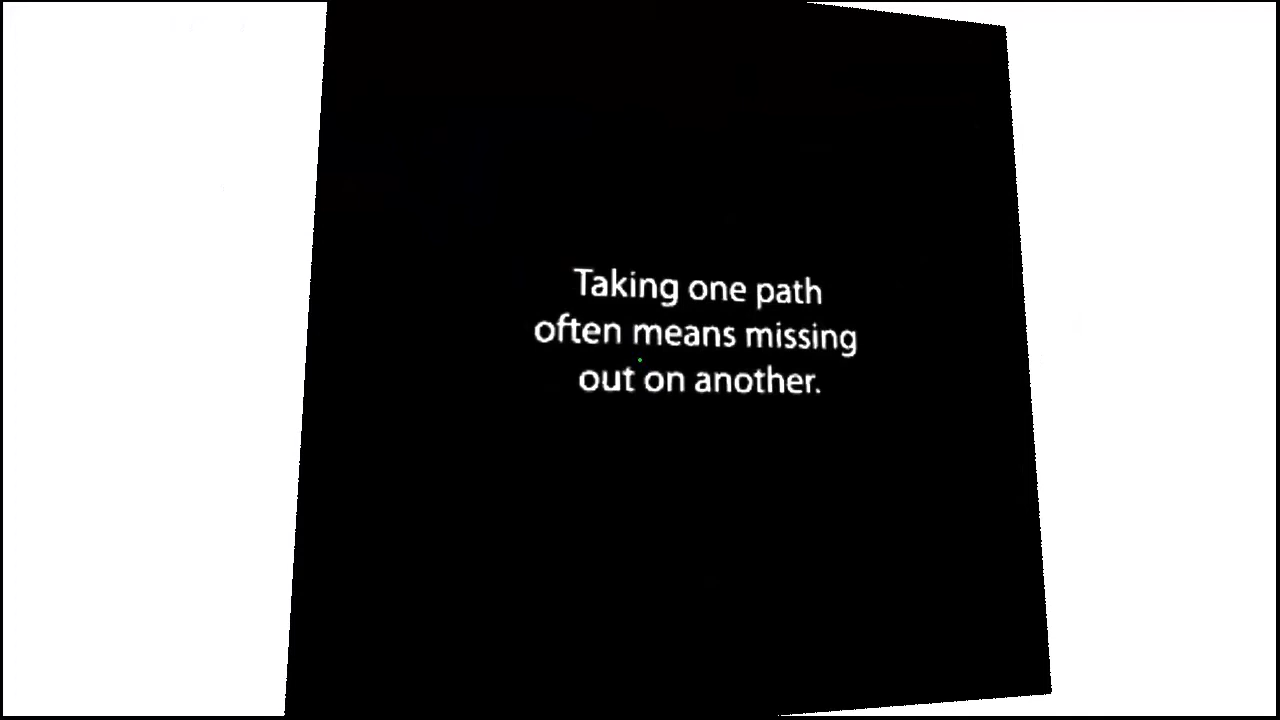 Taking one path
often means missing
out on another.